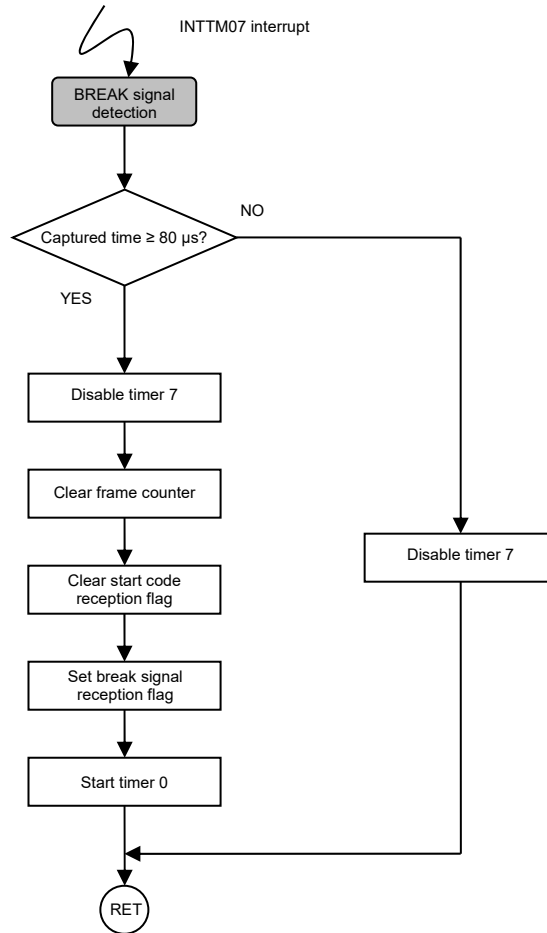 INTTM07 interrupt
BREAK signal
detection
Captured time ≥ 80 µs?
NO
YES
Disable timer 7
Clear frame counter
Disable timer 7
Clear start code
reception flag
Set break signal
reception flag
Start timer 0
RET